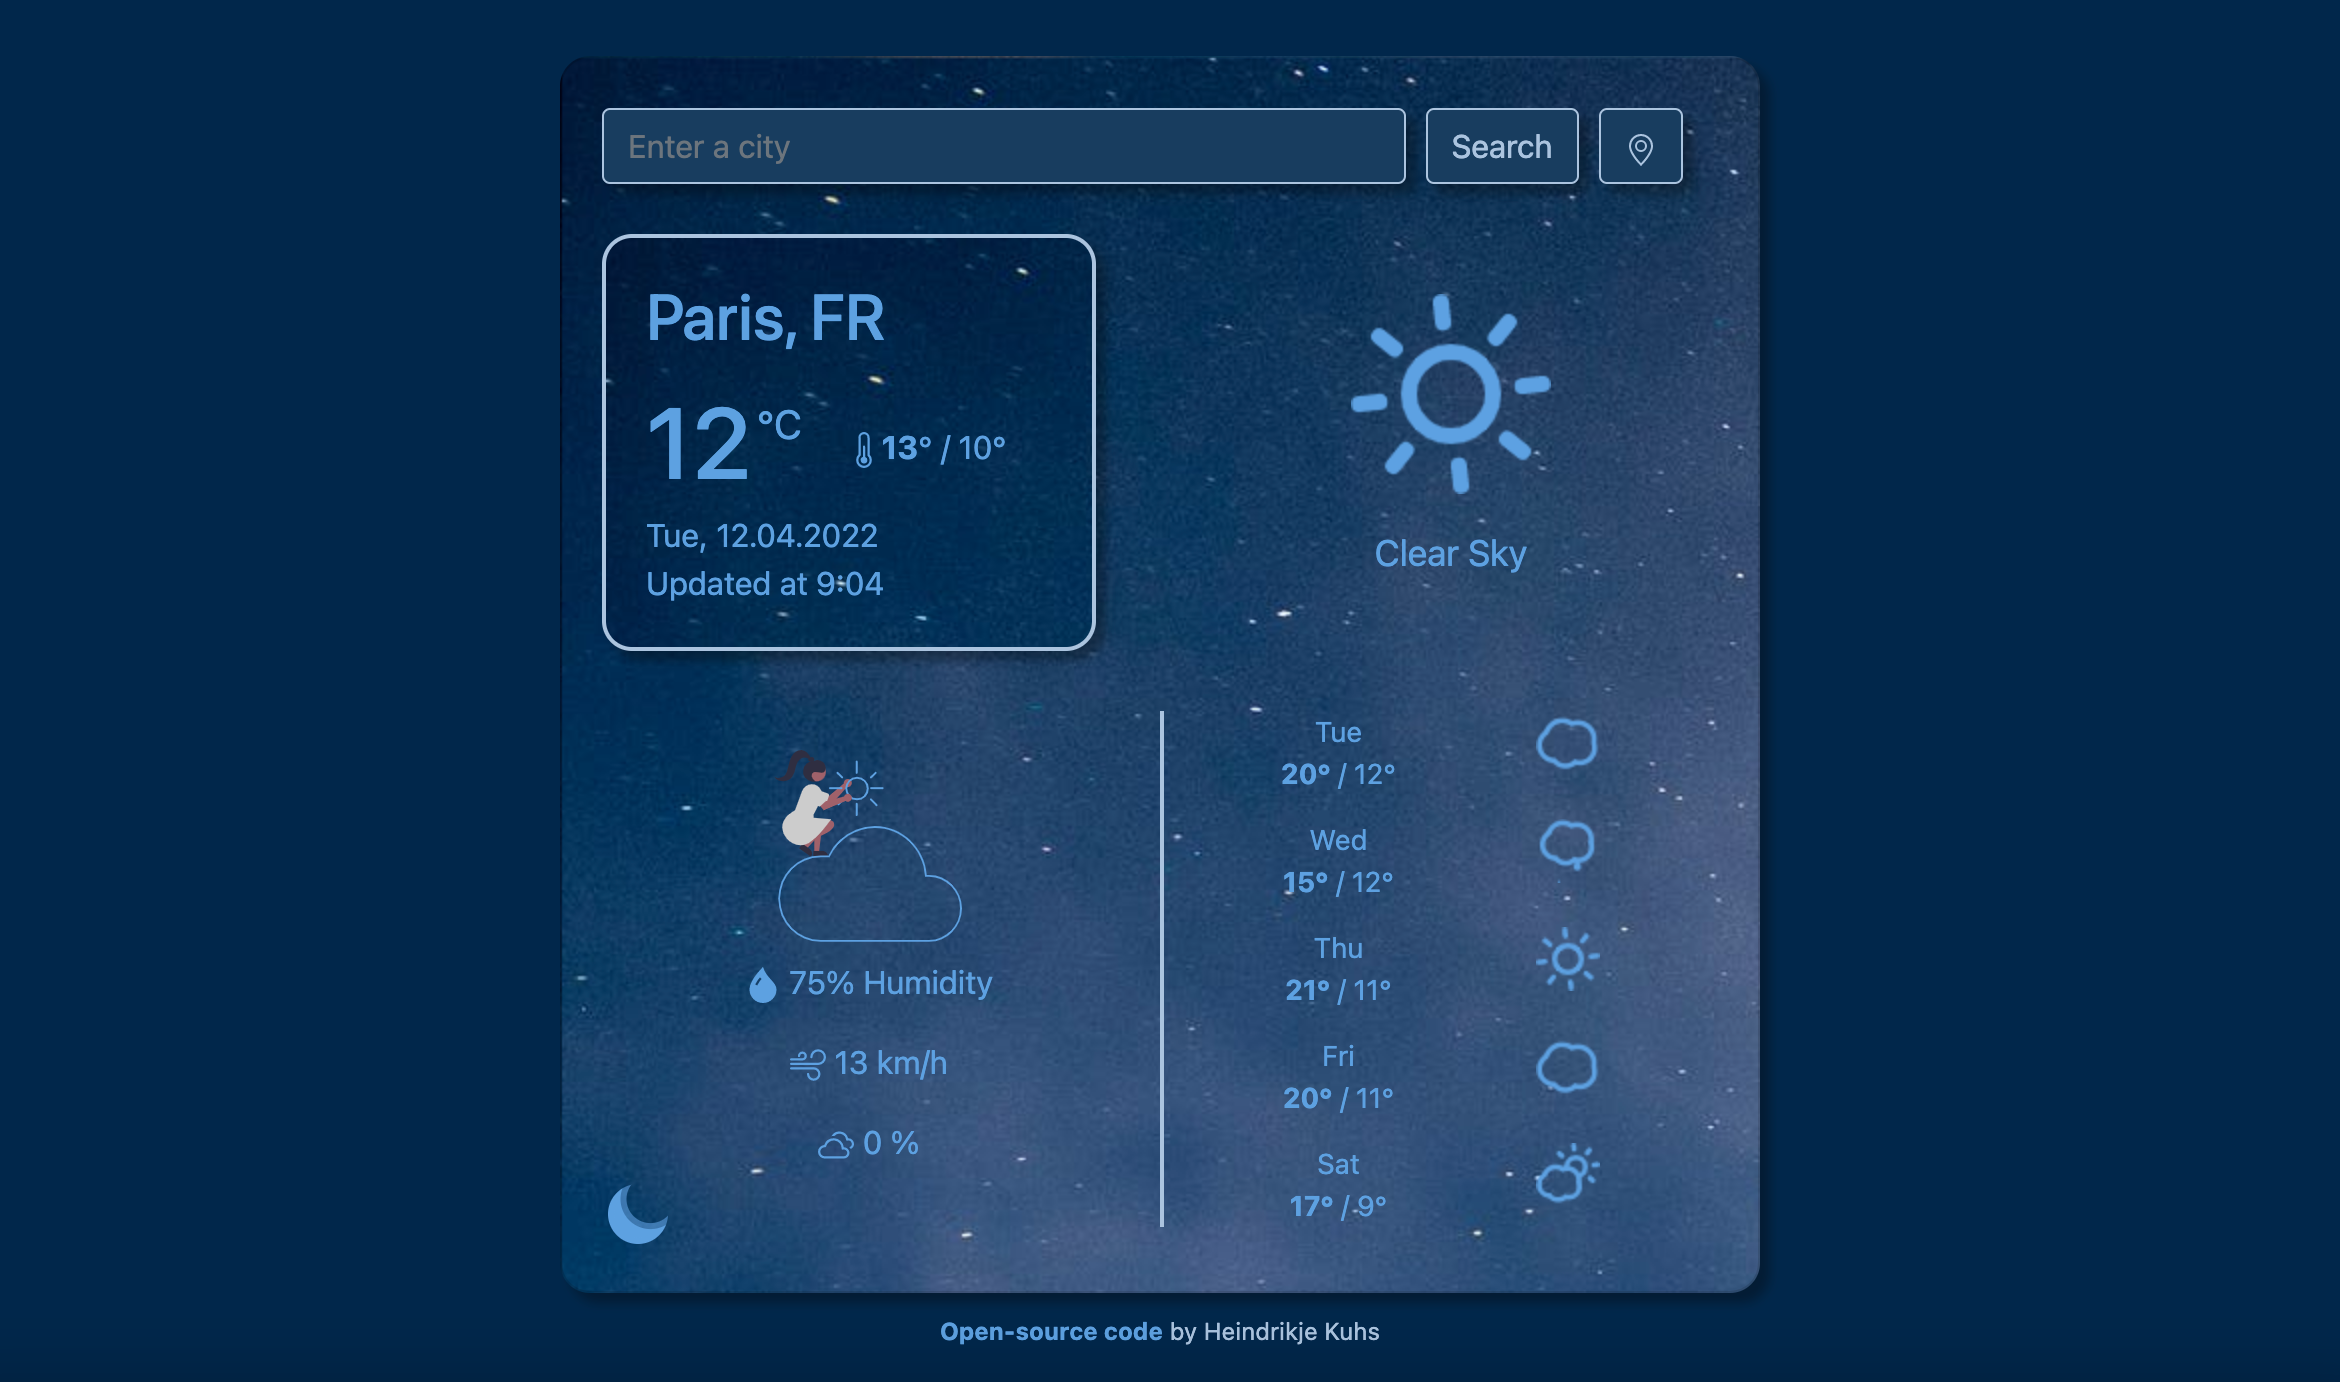 Enter a city
Search
Paris, FR
12 °C
13° / 10°
Tue, 12.04.2022
Updated at 9:04
Clear Sky
75% Humidity
13 km/h
0 %
Tue
20° / 12°
Wed
15° / 12°
Thu
21° / 11°
Fri
20° / 11°
Sat
17° / 9°
Open-source code by Heindrikje Kuhs